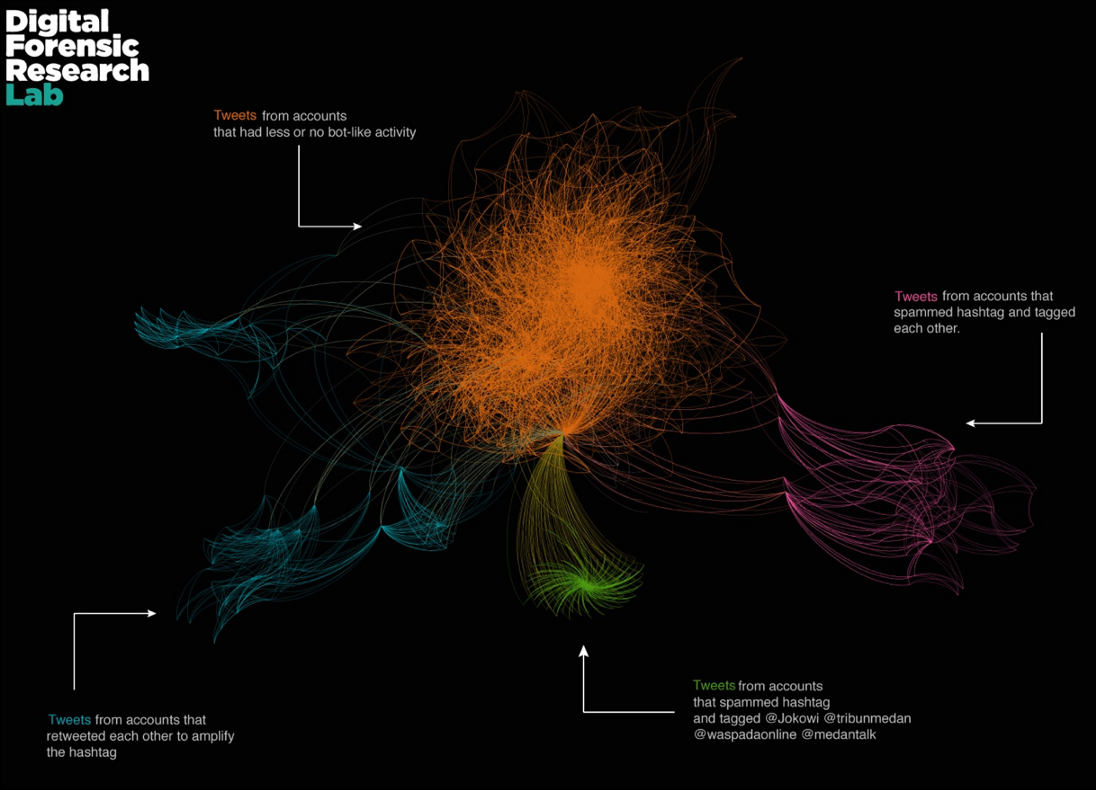 Digital
Forensic
Research
Lab
Tweets from accounts
that had less or no bot-like activity
Tweets from accounts that
spammed hashtag and tagged
each other.
Tweets from accounts
that spammed hashtag
and tagged @Jokowi @tribunmedan
@waspadaonline @medantalk
Tweets from accounts that
retweeted each other to amplify
the hashtag